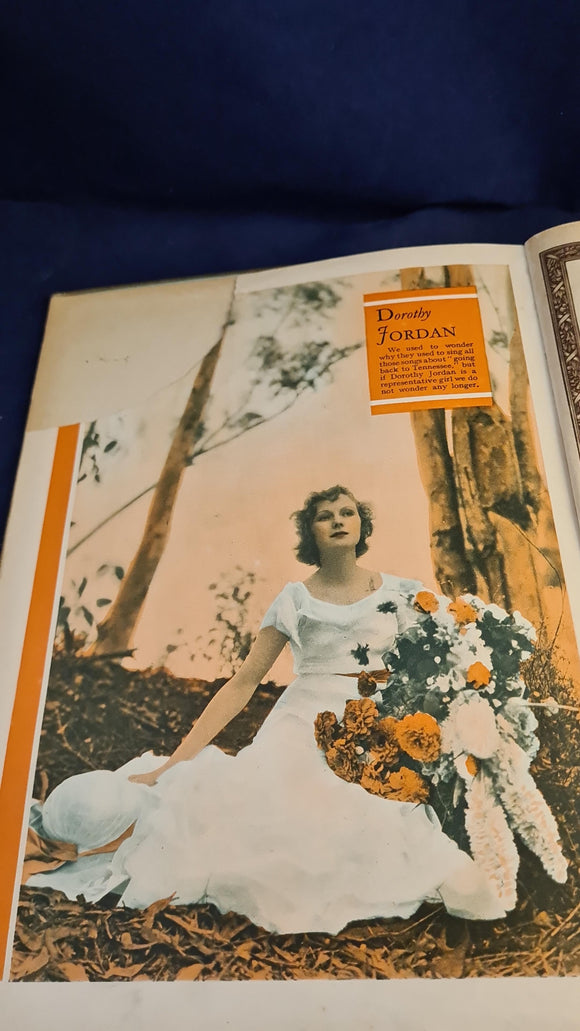 Dorothy
JORDAN
We used to wonder
why they used to sing all
those songs about "going
back to Tennessee," but
if Dorothy Jordan is a
representative girl we do
not wonder any longer.